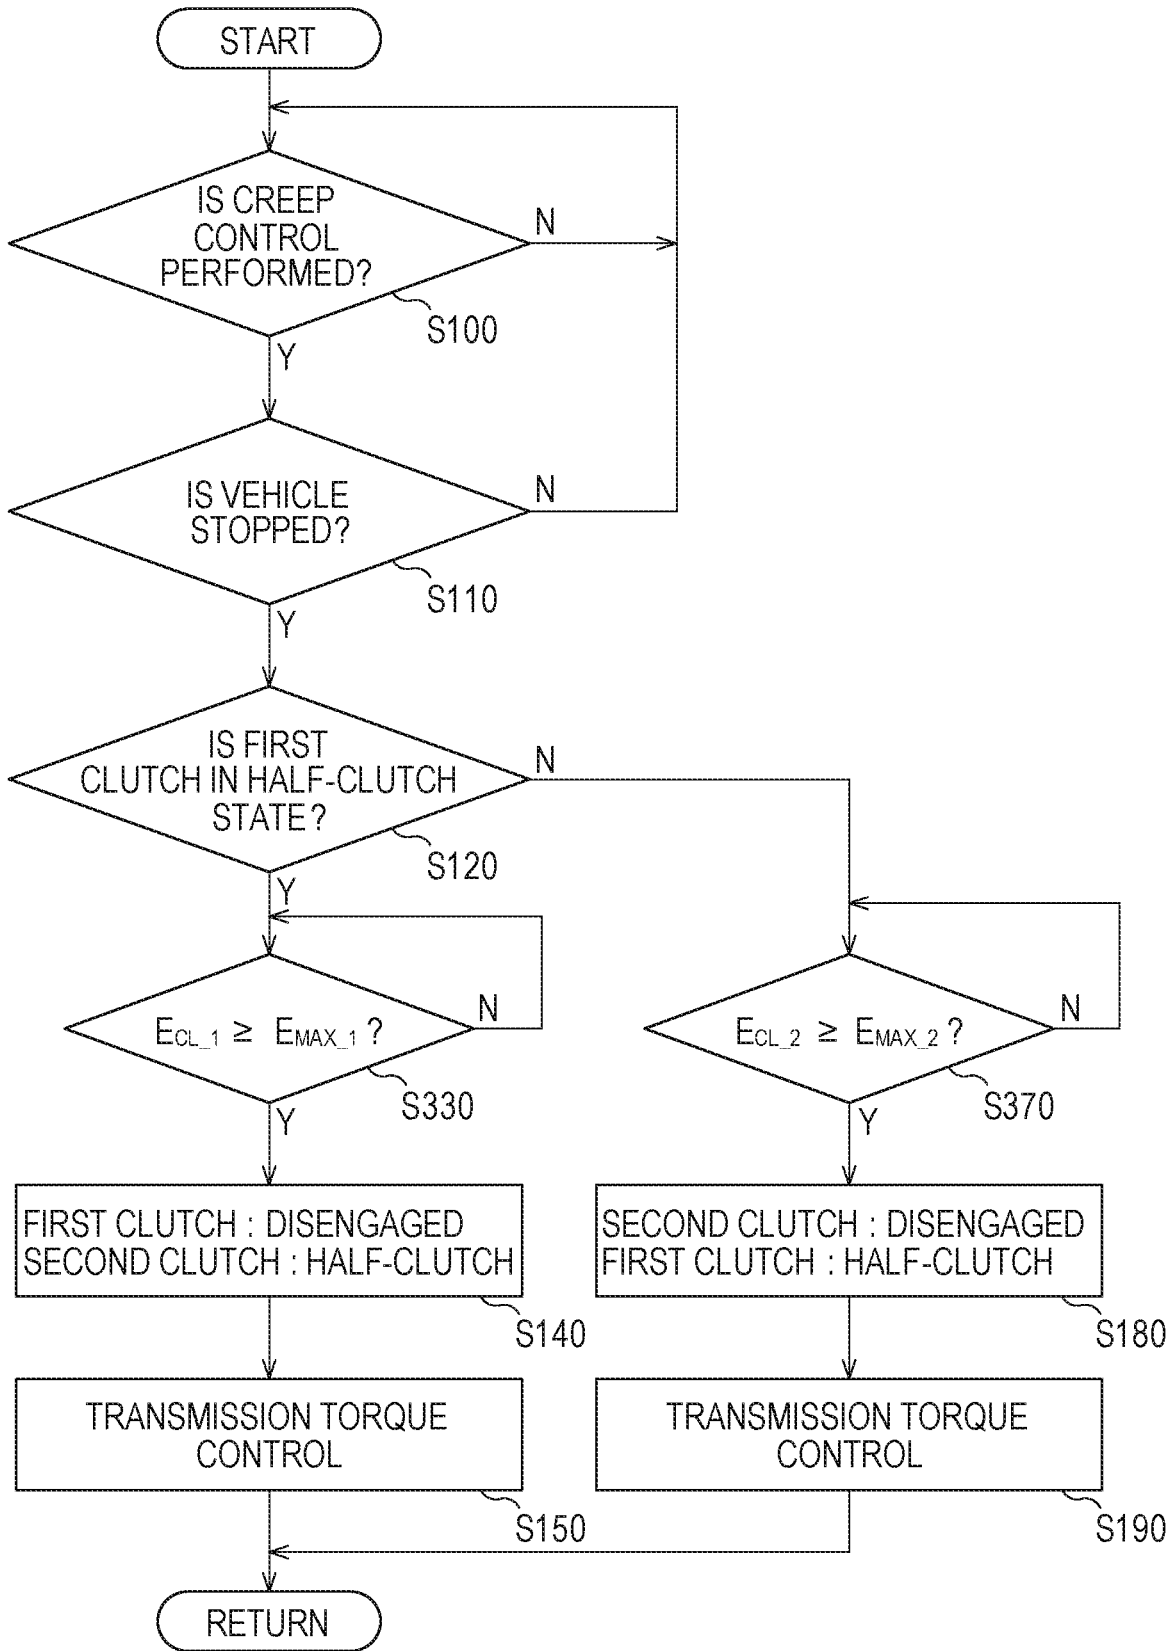 START
IS CREEP
CONTROL
PERFORMED?
N
S100
Y
IS VEHICLE
STOPPED?
N
S110
Y
IS FIRST
CLUTCH IN HALF-CLUTCH
STATE?
N
S120
Y
ECL_1 ≥ EMAX_1 ?
N
S330
Y
ECL_2 ≥ EMAX_2 ?
N
S370
Y
FIRST CLUTCH : DISENGAGED
SECOND CLUTCH : HALF-CLUTCH
S140
SECOND CLUTCH : DISENGAGED
FIRST CLUTCH : HALF-CLUTCH
S180
TRANSMISSION TORQUE
CONTROL
S150
TRANSMISSION TORQUE
CONTROL
S190
RETURN